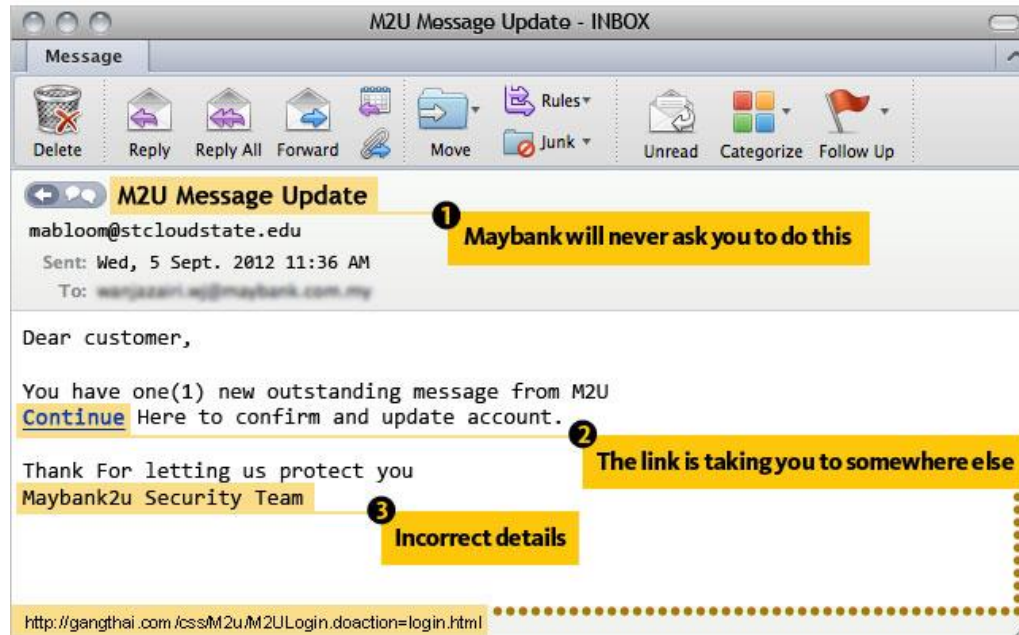 M2U Message Update - INBOX
Message
Delete
Reply
Reply All
Forward
Move
Rules
Junk
Unread
Categorize
Follow Up
M2U Message Update
1
Maybank will never ask you to do this
mabloom@stcloudstate.edu
Sent: Wed, 5 Sept. 2012 11:36 AM
To:
Dear customer,
You have one(1) new outstanding message from M2U
Continue Here to confirm and update account.
2
The link is taking you to somewhere else
Thank For letting us protect you
Maybank2u Security Team
3
Incorrect details
http://gangthai.com/css/M2u/M2ULogin.doaction=login.html